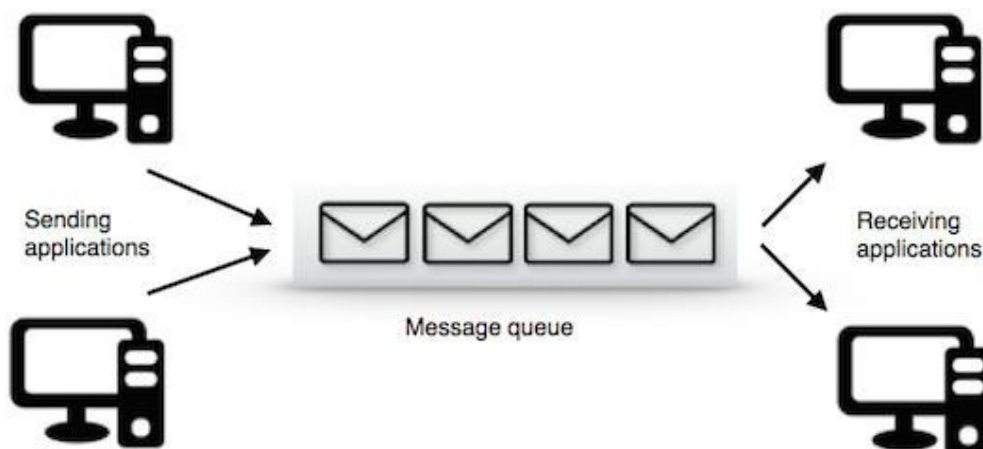 Sending
applications
Receiving
applications
Message queue